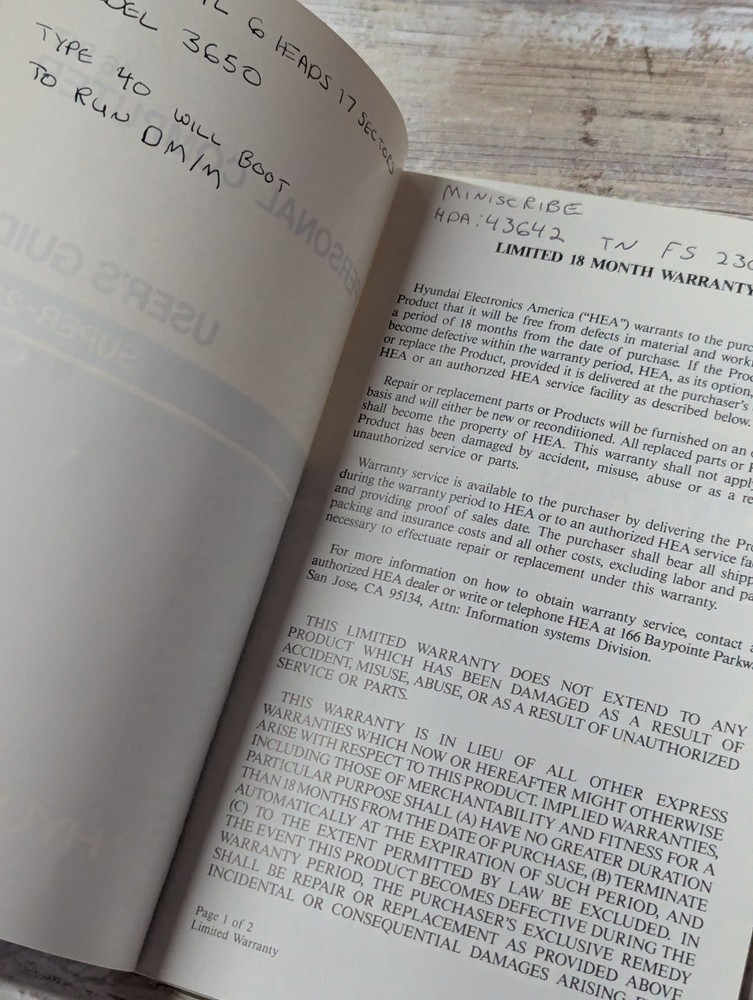 6 HEADS 17 SECTORS
3650
TYPE 40 WILL BOOT
TO RUN DM/M
PERSONAL COMPUTER
USER'S GUIDE
MINISCRIBE
HDA: 43642 TN FS 230
LIMITED 18 MONTH WARRANTY
Hyundai Electronics America ("HEA") warrants to the
Product that it will be free from defects in material and
a period of 18 months from the date of purchase. If the
become defective within the warranty period, HEA, as its option,
or replace the Product, provided it is delivered at the purchaser's
HEA or an authorized HEA service facility as described below.
Repair or replacement parts or Products will be furnished on an
basis and will either be new or reconditioned. All replaced parts or
shall become the property of HEA. This warranty shall not
Product has been damaged by accident, misuse, abuse or as a
unauthorized service or parts.
Warranty service is available to the purchaser by delivering the
during the warranty period to HEA or to an authorized HEA service
and providing proof of sales date. The purchaser shall bear all
packing and insurance costs and all other costs, excluding labor and
necessary to effectuate repair or replacement under this warranty.
For more information on how to obtain warranty service, contact
authorized HEA dealer or write or telephone HEA at 166 Baypointe
San Jose, CA 95134, Attn: Information systems Division.
THIS LIMITED WARRANTY DOES NOT EXTEND TO ANY
PRODUCT WHICH HAS BEEN DAMAGED AS A RESULT OF
ACCIDENT, MISUSE, ABUSE, OR AS A RESULT OF UNAUTHORIZED
SERVICE OR PARTS.
THIS WARRANTY IS IN LIEU OF ALL OTHER EXPRESS
WARRANTIES WHICH NOW OR HEREAFTER MIGHT OTHERWISE
ARISE WITH RESPECT TO THIS PRODUCT. IMPLIED WARRANTIES,
INCLUDING THOSE OF MERCHANTABILITY AND FITNESS FOR A
PARTICULAR PURPOSE SHALL (A) HAVE NO GREATER DURATION
THAN 18 MONTHS FROM THE DATE OF PURCHASE, (B) TERMINATE
AUTOMATICALLY AT THE EXPIRATION OF SUCH PERIOD, AND
(C) TO THE EXTENT PERMITTED BY LAW BE EXCLUDED. IN
THE EVENT THIS PRODUCT BECOMES DEFECTIVE DURING THE
WARRANTY PERIOD, THE PURCHASER'S EXCLUSIVE REMEDY
SHALL BE REPAIR OR REPLACEMENT AS PROVIDED ABOVE
INCIDENTAL OR CONSEQUENTIAL DAMAGES ARISING
Page 1 of 2
Limited Warranty